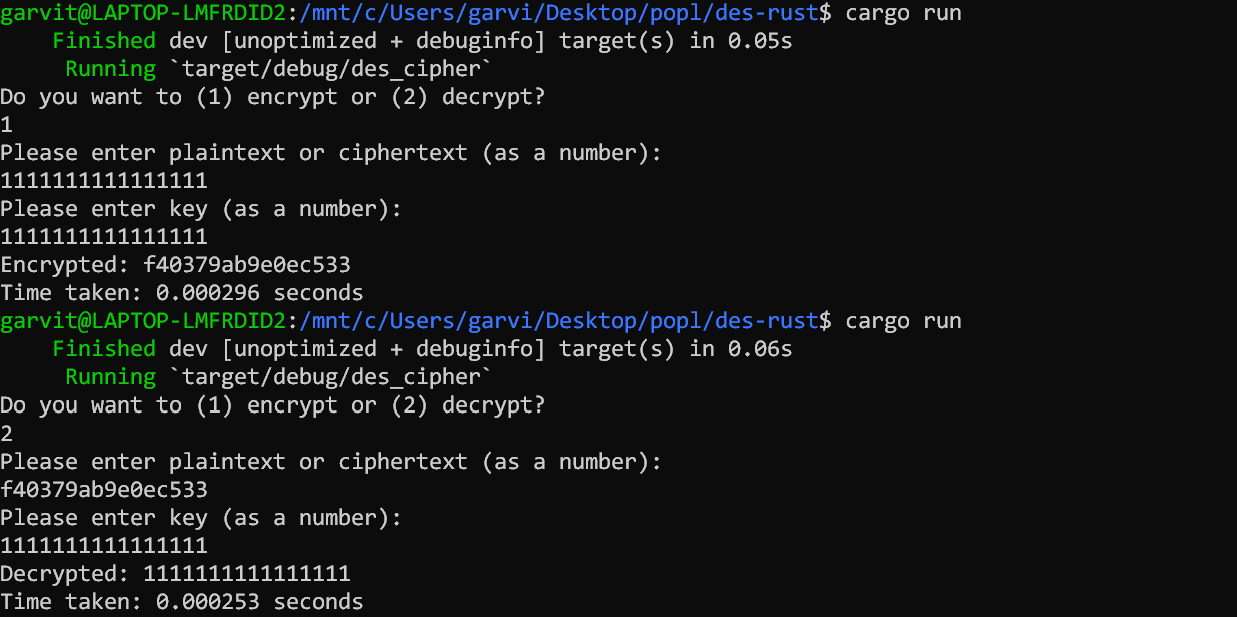 garvit@LAPTOP-LMFRDID2:/mnt/c/Users/garvi/Desktop/popl/des-rust$ cargo run
    Finished dev [unoptimized + debuginfo] target(s) in 0.05s
     Running `target/debug/des_cipher`
Do you want to (1) encrypt or (2) decrypt?
1
Please enter plaintext or ciphertext (as a number):
1111111111111111
Please enter key (as a number):
1111111111111111
Encrypted: f40379ab9e0ec533
Time taken: 0.000296 seconds
garvit@LAPTOP-LMFRDID2:/mnt/c/Users/garvi/Desktop/popl/des-rust$ cargo run
    Finished dev [unoptimized + debuginfo] target(s) in 0.06s
     Running `target/debug/des_cipher`
Do you want to (1) encrypt or (2) decrypt?
2
Please enter plaintext or ciphertext (as a number):
f40379ab9e0ec533
Please enter key (as a number):
1111111111111111
Decrypted: 1111111111111111
Time taken: 0.000253 seconds